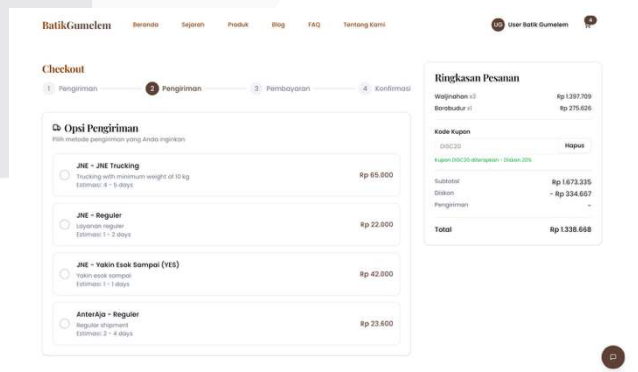 BatikGumelem
Beranda Sejarah Produk Blog FAQ Tentang Kami
UG User Batik Gumelem
4
Checkout
1 Pengiriman 2 Pengiriman 3 Pembayaran 4 Konfirmasi
Opsi Pengiriman
Pilih metode pengiriman yang Anda inginkan
JNE - JNE Trucking
Trucking with minimum weight of 10 kg
Estimasi: 4 - 5 days
Rp 65.000
JNE - Reguler
Layanan reguler
Estimasi: 1 - 2 days
Rp 22.000
JNE - Yakin Esok Sampai (YES)
Yakin esok sampai
Estimasi: 1 - 1 days
Rp 42.000
AnterAja - Reguler
Regular shipment
Estimasi: 3 - 4 days
Rp 23.600
Ringkasan Pesanan
Waljinahan x3 Rp 1.397.709
Borobudur x1 Rp 275.626
Kode Kupon
DISC20 Hapus
Kupon DISC20 diterapkan - Diskon 20%
Subtotal Rp 1.673.335
Diskon - Rp 334.667
Pengiriman -
Total Rp 1.338.668